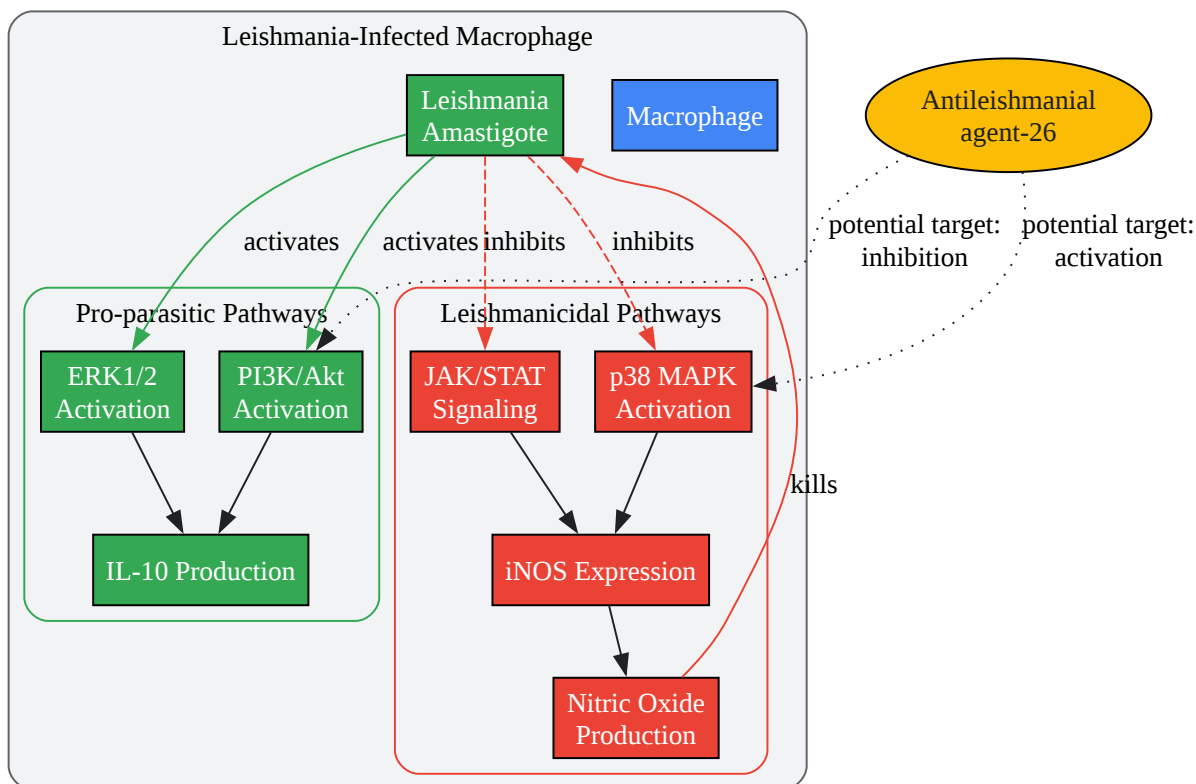 Leishmania-Infected Macrophage
Leishmania
Amastigote
Macrophage
Antileishmanial
agent-26
activates
activates
inhibits
inhibits
potential target:
inhibition
potential target:
activation
Pro-parasitic Pathways
Leishmanicidal Pathways
ERK1/2
Activation
PI3K/Akt
Activation
JAK/STAT
Signaling
p38 MAPK
Activation
kills
IL-10 Production
iNOS Expression
Nitric Oxide
Production